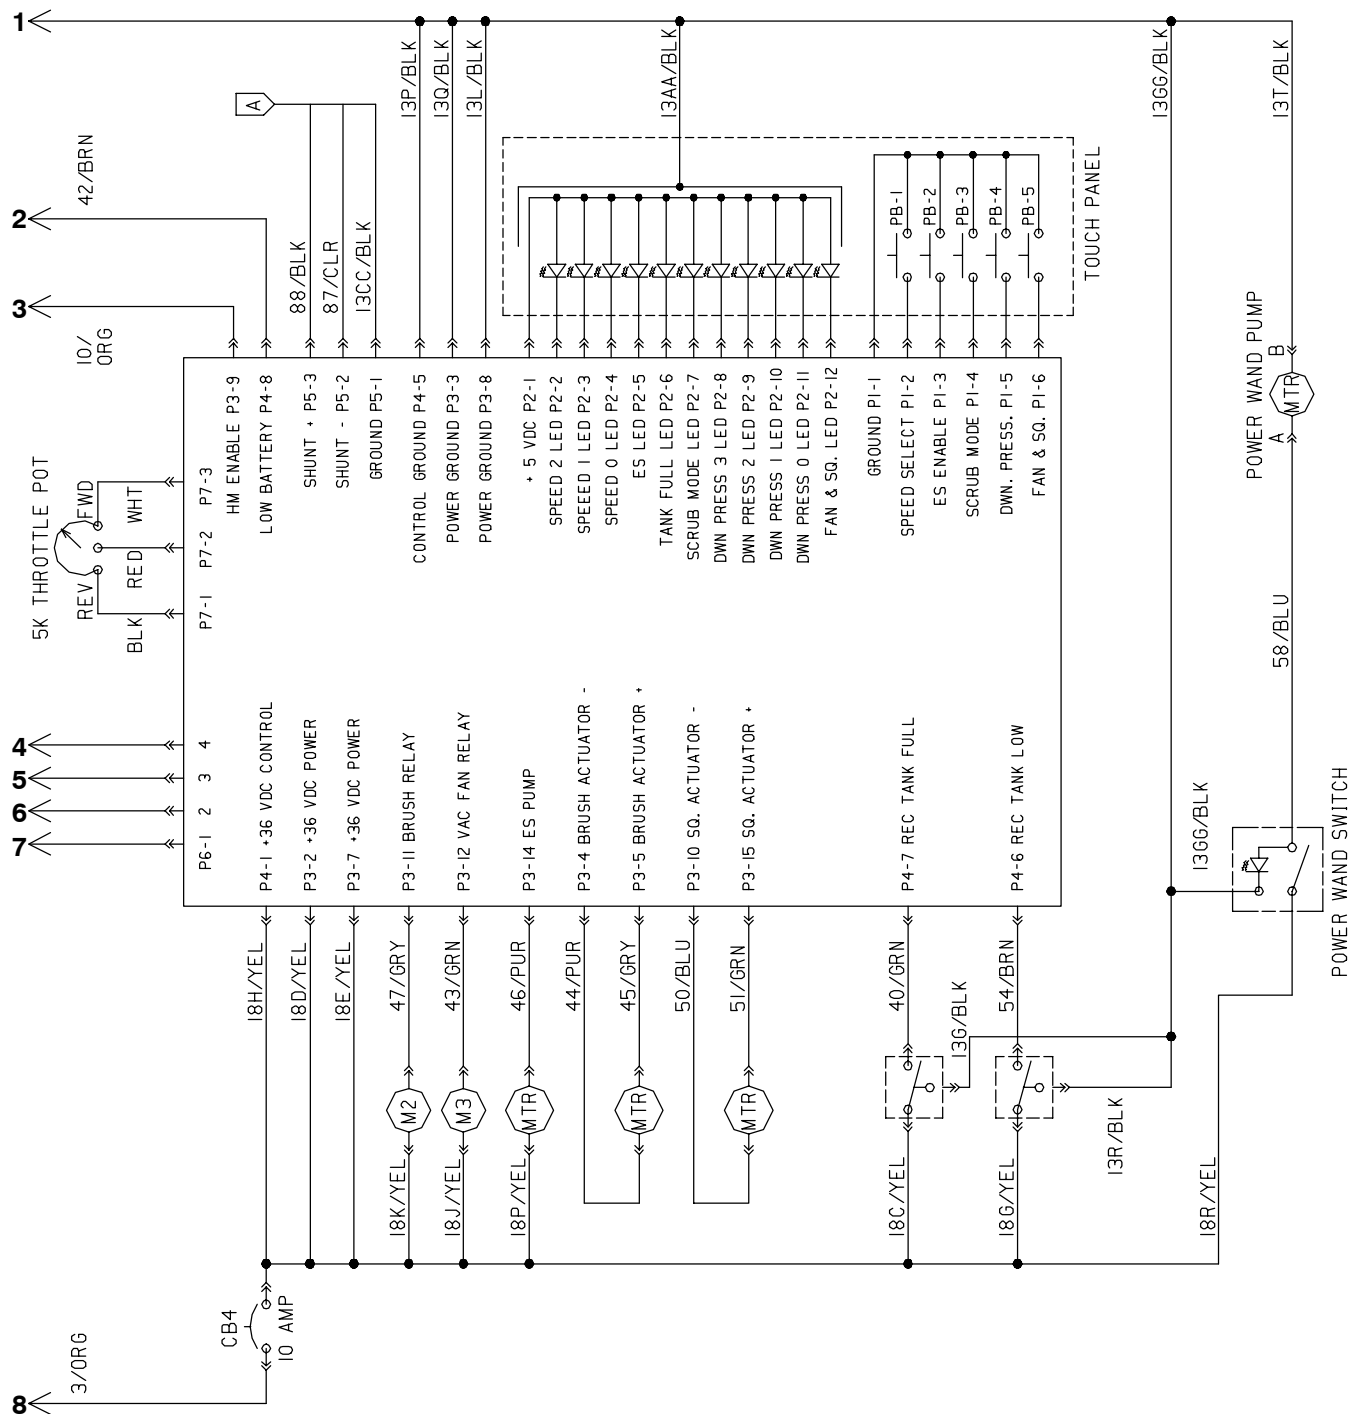 1
2
3
4
5
6
7
8
42/BRN
10/
ORG
A
88/BLK
87/CLR
13CC/BLK
13P/BLK
13Q/BLK
13L/BLK
13AA/BLK
13GG/BLK
13T/BLK
TOUCH PANEL
PB-1
PB-2
PB-3
PB-4
PB-5
5K THROTTLE POT
FWD
REV
WHT
RED
BLK
P7-3
P7-2
P7-1
HM ENABLE P3-9
LOW BATTERY P4-8
SHUNT + P5-3
SHUNT - P5-2
GROUND P5-1
CONTROL GROUND P4-5
POWER GROUND P3-3
POWER GROUND P3-8
+ 5 VDC P2-1
SPEED 2 LED P2-2
SPEEED 1 LED P2-3
SPEED 0 LED P2-4
ES LED P2-5
TANK FULL LED P2-6
SCRUB MODE LED P2-7
DWN PRESS 3 LED P2-8
DWN PRESS 2 LED P2-9
DWN PRESS 1 LED P2-10
DWN PRESS 0 LED P2-11
FAN & SQ. LED P2-12
GROUND P1-1
SPEED SELECT P1-2
ES ENABLE P1-3
SCRUB MODE P1-4
DWN. PRESS. P1-5
FAN & SQ. P1-6
POWER WAND PUMP
B
MTR
A
58/BLU
4
3
2
P6-1
P4-1 +36 VDC CONTROL
P3-2 +36 VDC POWER
P3-7 +36 VDC POWER
P3-11 BRUSH RELAY
P3-12 VAC FAN RELAY
P3-14 ES PUMP
P3-4 BRUSH ACTUATOR -
P3-5 BRUSH ACTUATOR +
P3-10 SQ. ACTUATOR -
P3-15 SQ. ACTUATOR +
P4-7 REC TANK FULL
P4-6 REC TANK LOW
13GG/BLK
POWER WAND SWITCH
18H/YEL
18D/YEL
18E/YEL
47/GRY
43/GRN
46/PUR
44/PUR
45/GRY
50/BLU
51/GRN
40/GRN
13G/BLK
54/BRN
M2
M3
MTR
MTR
MTR
18K/YEL
18J/YEL
18P/YEL
18C/YEL
18G/YEL
13R/BLK
18R/YEL
CB4
10 AMP
3/ORG